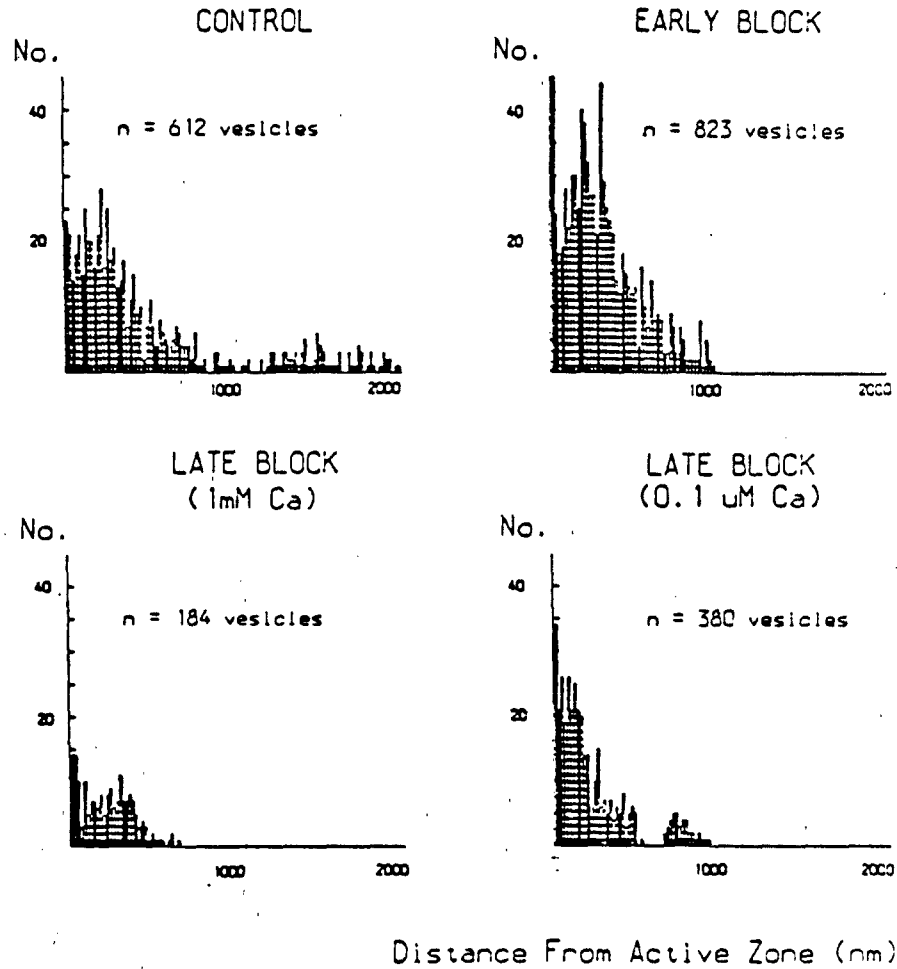 CONTROL
No.
n = 612 vesicles
40
20
1000
2000
EARLY BLOCK
No.
n = 823 vesicles
40
20
1000
2000
LATE BLOCK
(1mM Ca)
No.
n = 184 vesicles
40
20
1000
2000
LATE BLOCK
(0.1 uM Ca)
No.
n = 380 vesicles
40
20
1000
2000
Distance From Active Zone (nm)